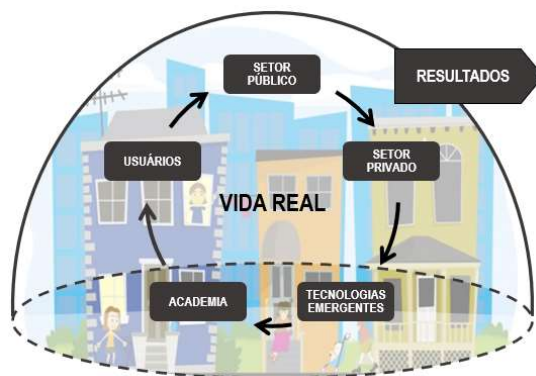 SETOR
PÚBLICO
RESULTADOS
USUÁRIOS
SETOR
PRIVADO
VIDA REAL
ACADEMIA
TECNOLOGIAS
EMERGENTES